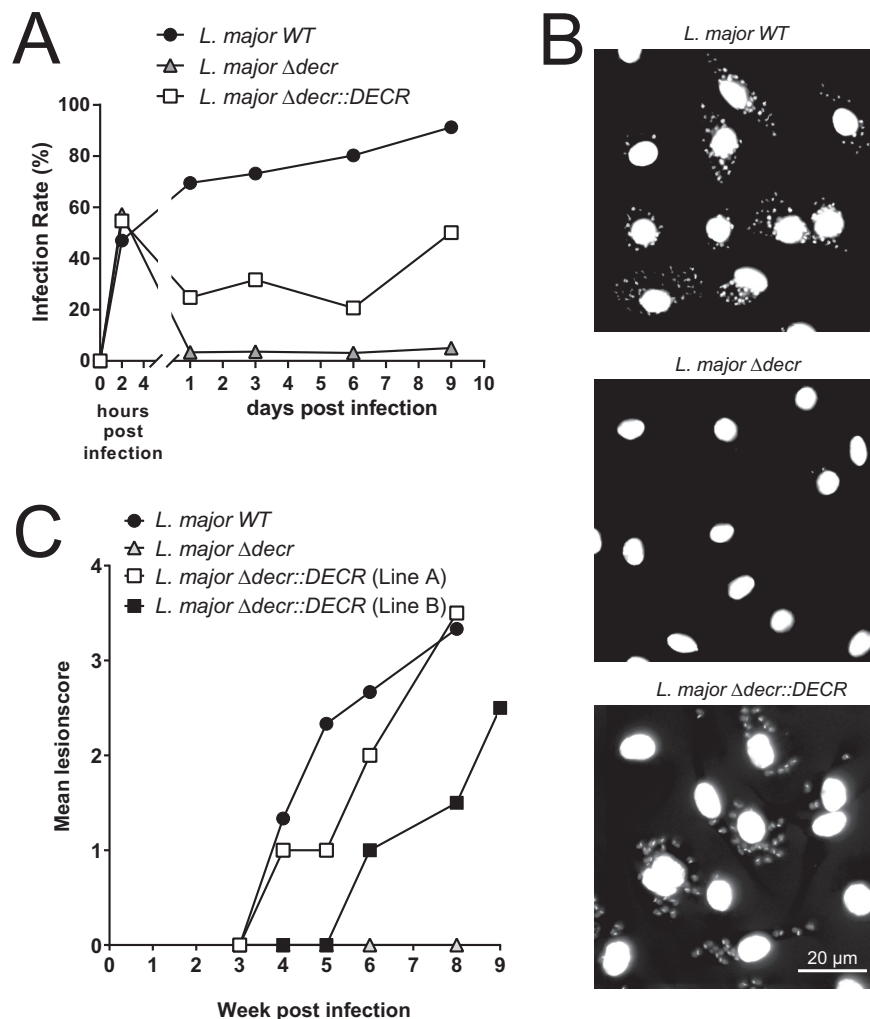 A
L. major WT
L. major Δdecr
L. major Δdecr::DECR
Infection Rate (%)
100
80
60
40
20
0
0 2 4 1 2 3 4 5 6 7 8 9 10
hours
post
infection
days post infection
B
L. major WT
L. major Δdecr
L. major Δdecr::DECR
20 µm
C
L. major WT
L. major Δdecr
L. major Δdecr::DECR (Line A)
L. major Δdecr::DECR (Line B)
Mean lesionscore
4
3
2
1
0
0 1 2 3 4 5 6 8 9
Week post infection